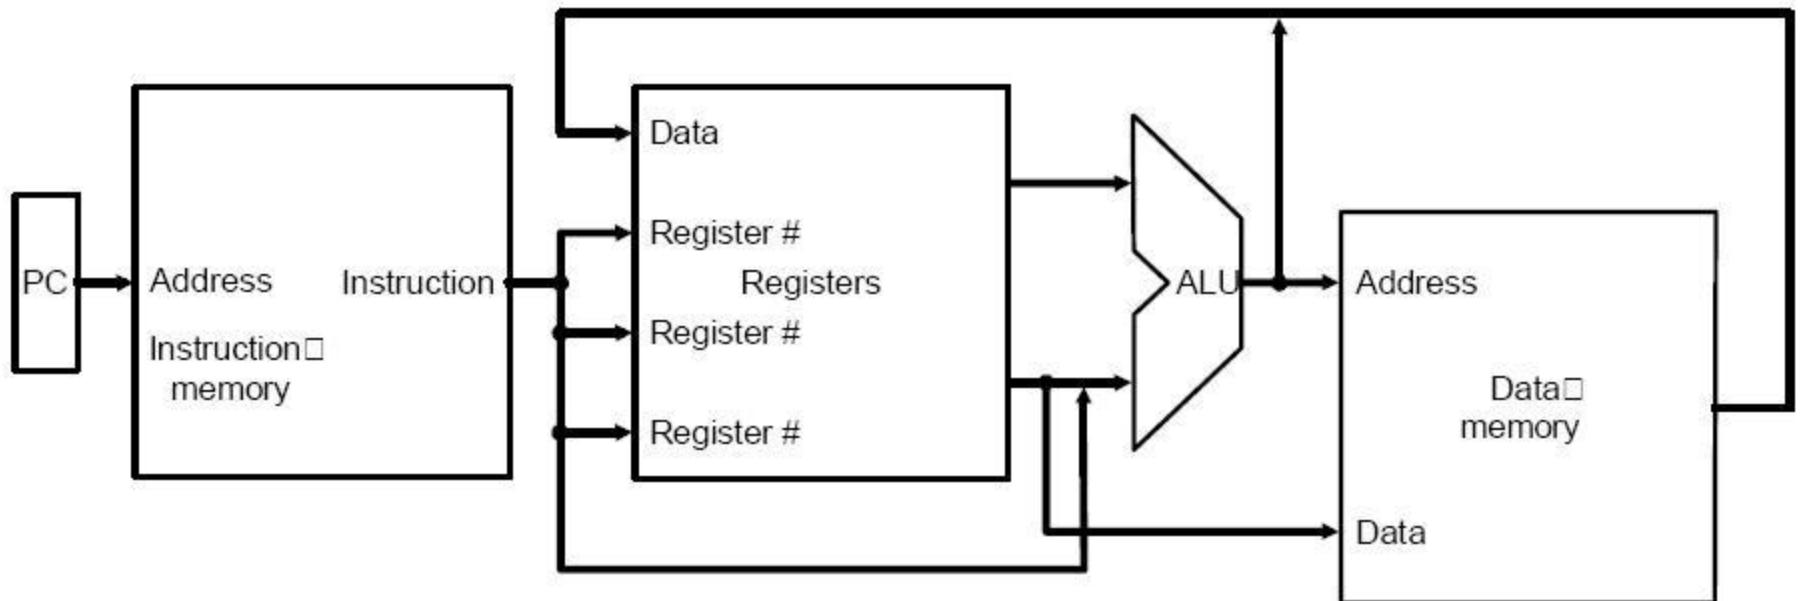 PC
Address
Instruction
Instruction□
memory
Data
Register #
Registers
Register #
Register #
ALU
Address
Data□
memory
Data